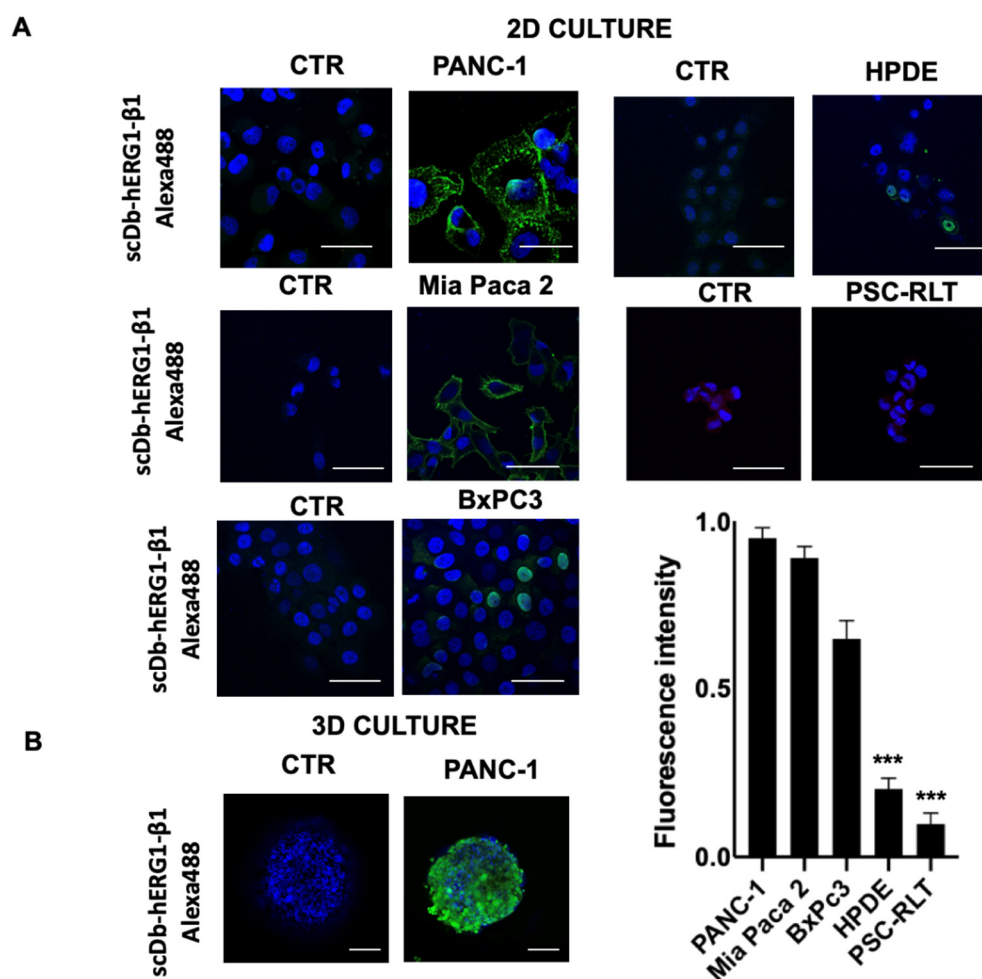 A
2D CULTURE
CTR PANC-1 CTR HPDE
scDb-hERG1-β1
Alexa488
CTR Mia Paca 2 CTR PSC-RLT
scDb-hERG1-β1
Alexa488
CTR BxPC3
scDb-hERG1-β1
Alexa488
B
3D CULTURE
CTR PANC-1
scDb-hERG1-β1
Alexa488
Fluorescence intensity
1.0
0.5
0.0
*** ***
PANC-1
Mia Paca 2
BxPc3
HPDE
PSC-RLT